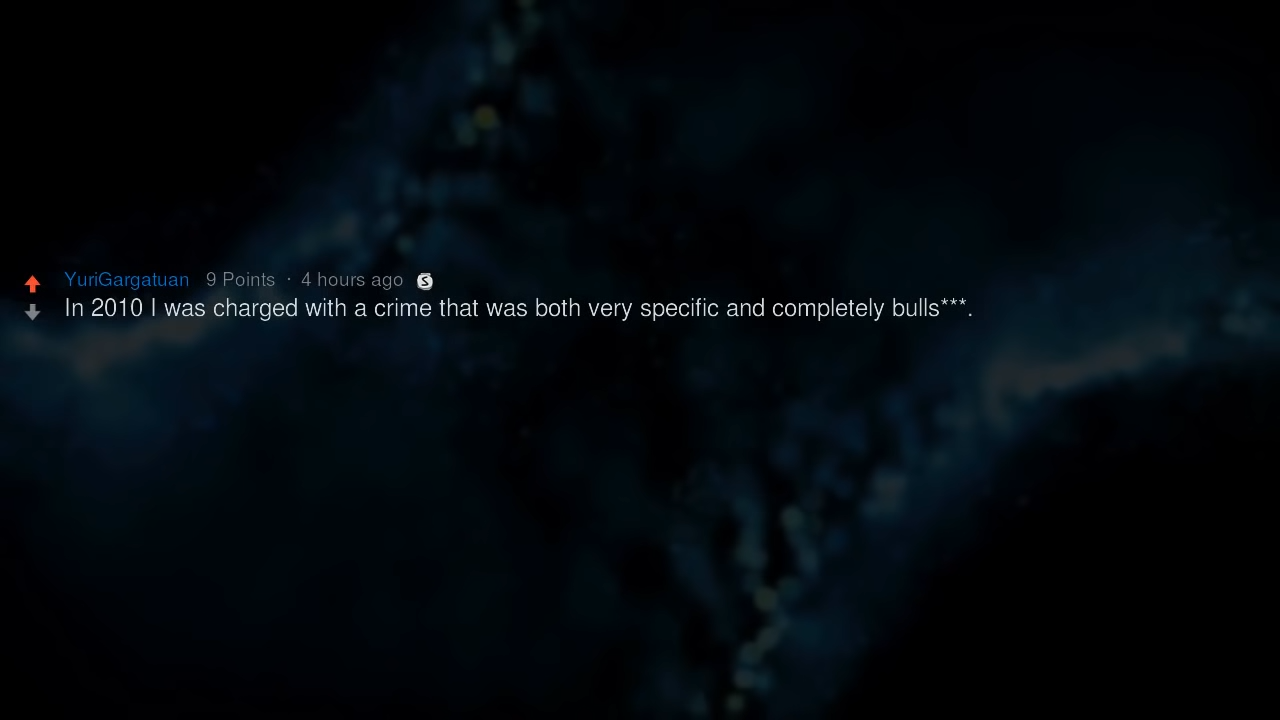 YuriGargatuan 9 Points · 4 hours ago S
In 2010 I was charged with a crime that was both very specific and completely bulls***.